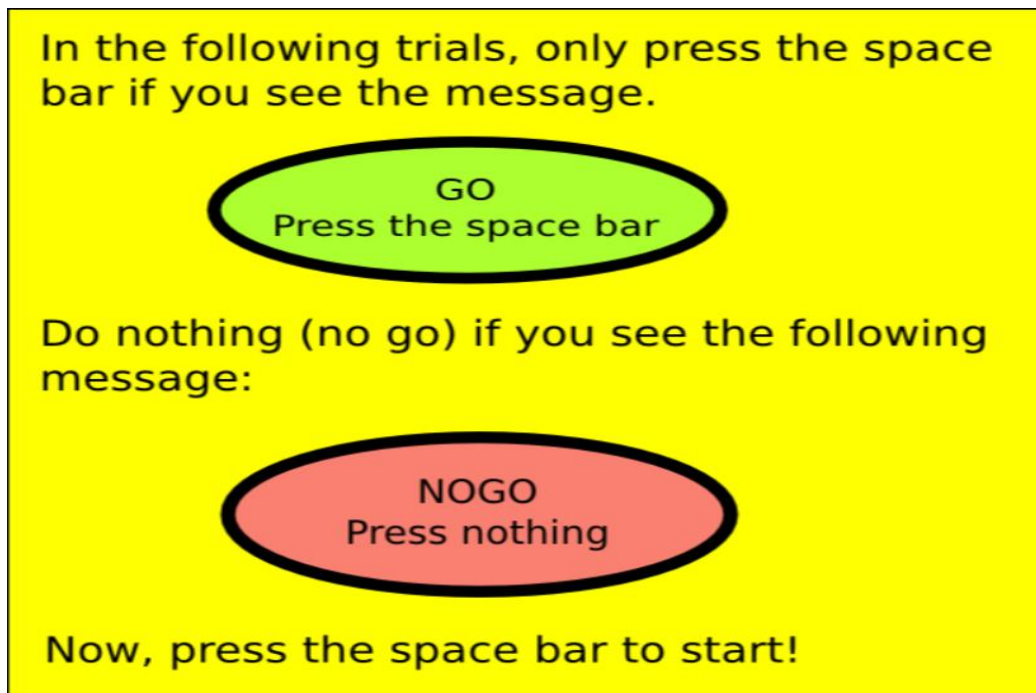 In the following trials, only press the space
bar if you see the message.
GO
Press the space bar
Do nothing (no go) if you see the following
message:
NOGO
Press nothing
Now, press the space bar to start!